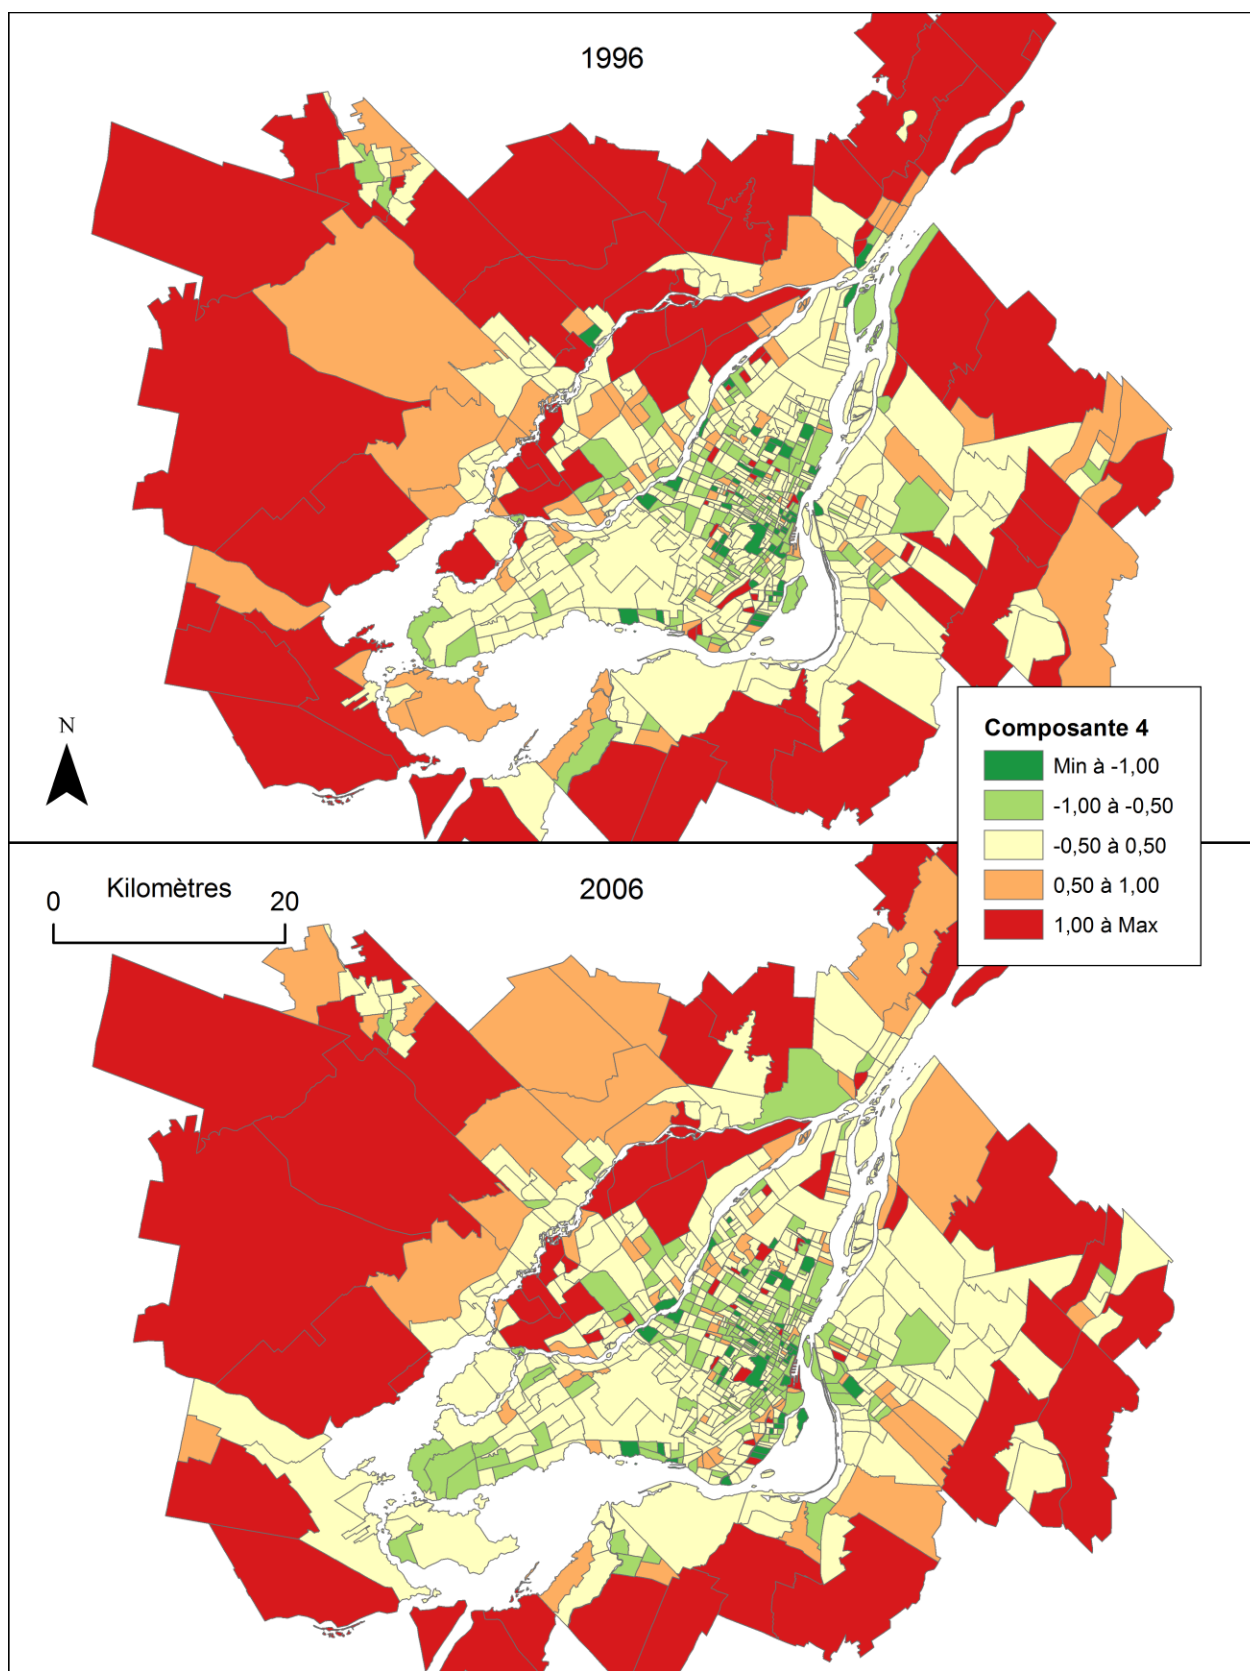 1996
N
Composante 4
Min à -1,00
-1,00 à -0,50
-0,50 à 0,50
0,50 à 1,00
1,00 à Max
Kilomètres
0 20
2006